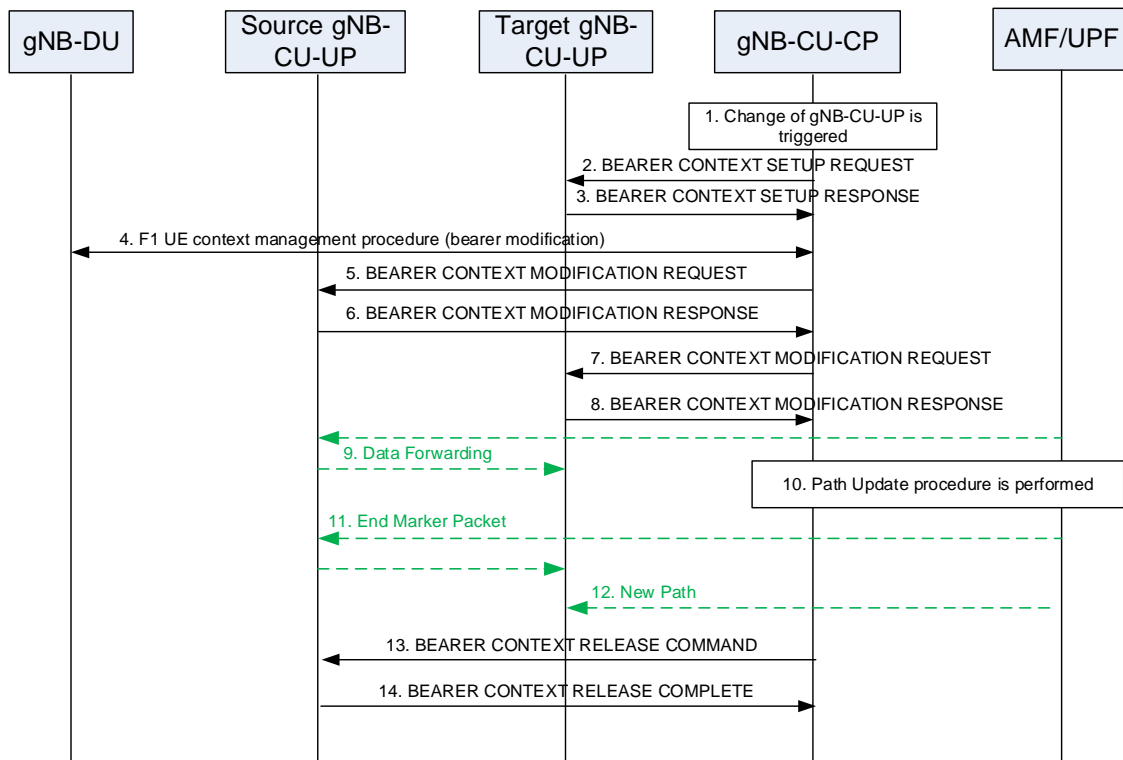 gNB-DU
Source gNB-
CU-UP
Target gNB-
CU-UP
gNB-CU-CP
AMF/UPF
1. Change of gNB-CU-UP is
triggered
2. BEARER CONTEXT SETUP REQUEST
3. BEARER CONTEXT SETUP RESPONSE
4. F1 UE context management procedure (bearer modification)
5. BEARER CONTEXT MODIFICATION REQUEST
6. BEARER CONTEXT MODIFICATION RESPONSE
7. BEARER CONTEXT MODIFICATION REQUEST
8. BEARER CONTEXT MODIFICATION RESPONSE
9. Data Forwarding
10. Path Update procedure is performed
11. End Marker Packet
12. New Path
13. BEARER CONTEXT RELEASE COMMAND
14. BEARER CONTEXT RELEASE COMPLETE